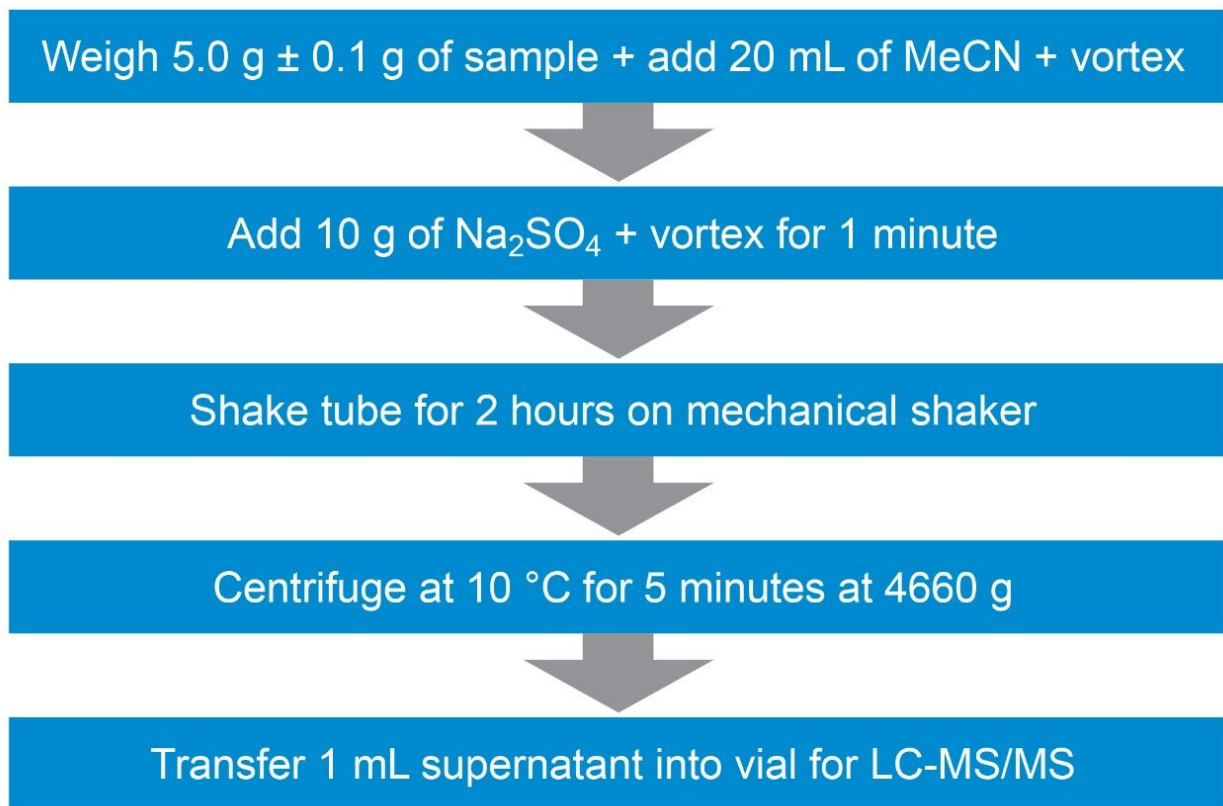 Weigh 5.0 g ± 0.1 g of sample + add 20 mL of MeCN + vortex
Add 10 g of Na₂SO₄ + vortex for 1 minute
Shake tube for 2 hours on mechanical shaker
Centrifuge at 10 °C for 5 minutes at 4660 g
Transfer 1 mL supernatant into vial for LC-MS/MS